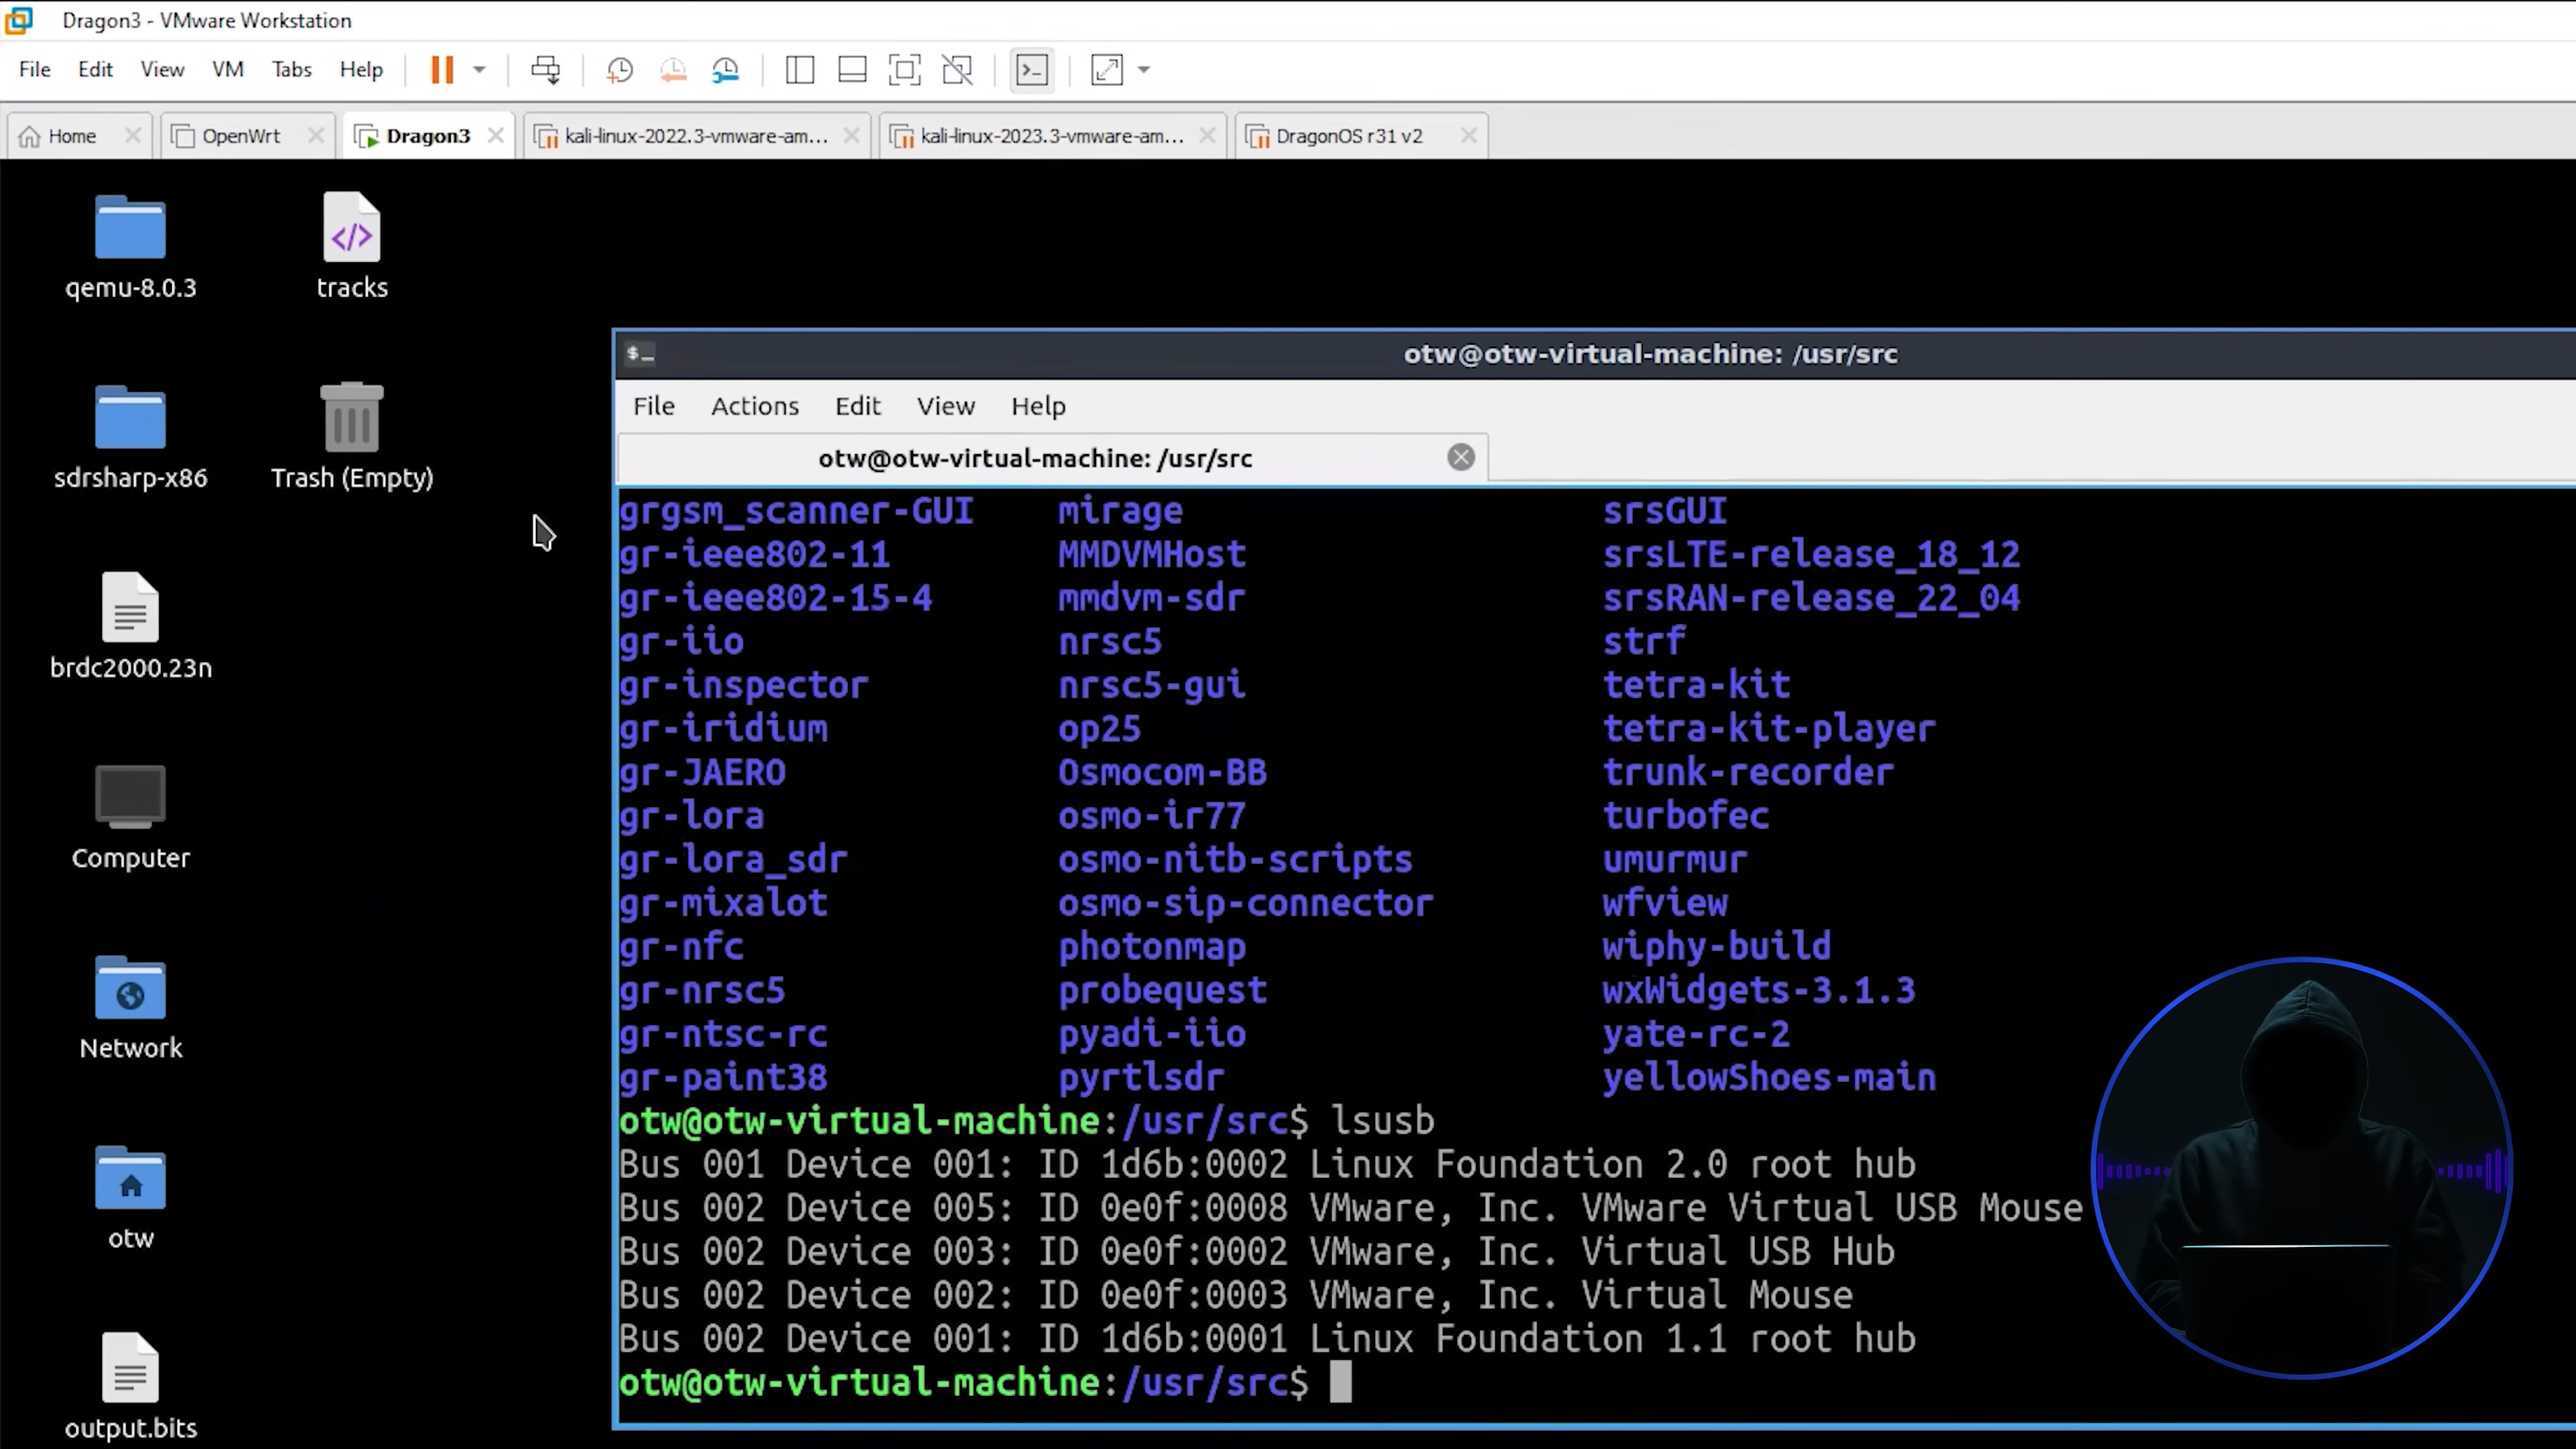 Dragon3 - VMware Workstation
File Edit View VM Tabs Help
Home OpenWrt Dragon3 kali-linux-2022.3-vmware-am... kali-linux-2023.3-vmware-am... DragonOS r31 v2
qemu-8.0.3 tracks
sdrsharp-x86 Trash (Empty)
brdc2000.23n
Computer
Network
otw
output.bits
otw@otw-virtual-machine: /usr/src
File Actions Edit View Help
otw@otw-virtual-machine: /usr/src
grgsm_scanner-GUI mirage srsGUI
gr-ieee802-11 MMDVMHost srsLTE-release_18_12
gr-ieee802-15-4 mmdvm-sdr srsRAN-release_22_04
gr-iio nrsc5 strf
gr-inspector nrsc5-gui tetra-kit
gr-iridium op25 tetra-kit-player
gr-JAERO Osmocom-BB trunk-recorder
gr-lora osmo-ir77 turbofec
gr-lora_sdr osmo-nitb-scripts umurmur
gr-mixalot osmo-sip-connector wfview
gr-nfc photonmap wiphy-build
gr-nrsc5 probequest wxWidgets-3.1.3
gr-ntsc-rc pyadi-iio yate-rc-2
gr-paint38 pyrtlsdr yellowShoes-main
otw@otw-virtual-machine:/usr/src$ lsusb
Bus 001 Device 001: ID 1d6b:0002 Linux Foundation 2.0 root hub
Bus 002 Device 005: ID 0e0f:0008 VMware, Inc. VMware Virtual USB Mouse
Bus 002 Device 003: ID 0e0f:0002 VMware, Inc. Virtual USB Hub
Bus 002 Device 002: ID 0e0f:0003 VMware, Inc. Virtual Mouse
Bus 002 Device 001: ID 1d6b:0001 Linux Foundation 1.1 root hub
otw@otw-virtual-machine:/usr/src$